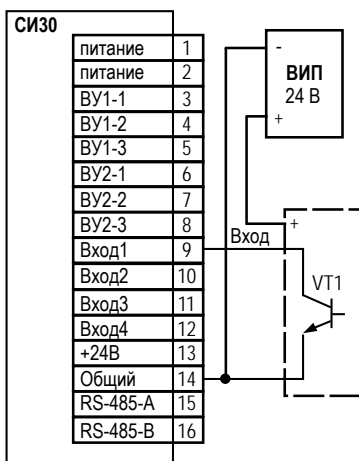 СИ30
питание 1
питание 2
ВУ1-1 3
ВУ1-2 4
ВУ1-3 5
ВУ2-1 6
ВУ2-2 7
ВУ2-3 8
Вход1 9
Вход2 10
Вход3 11
Вход4 12
+24В 13
Общий 14
RS-485-A 15
RS-485-B 16
-
ВИП
24 В
+
Вход
+
VT1